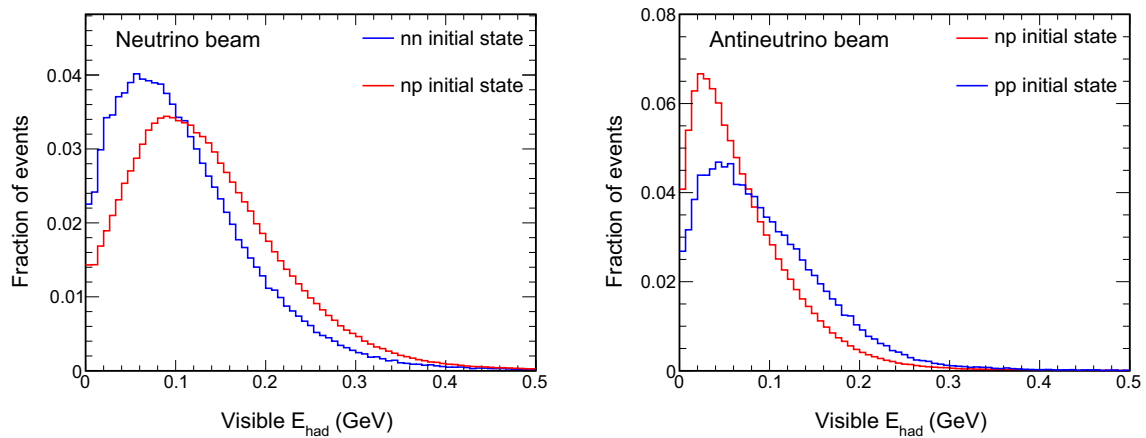 Neutrino beam
nn initial state
np initial state
Fraction of events
0.04
0.03
0.02
0.01
0
0 0.1 0.2 0.3 0.4 0.5
Visible E_had (GeV)
Antineutrino beam
np initial state
pp initial state
Fraction of events
0.08
0.06
0.04
0.02
0
0 0.1 0.2 0.3 0.4 0.5
Visible E_had (GeV)